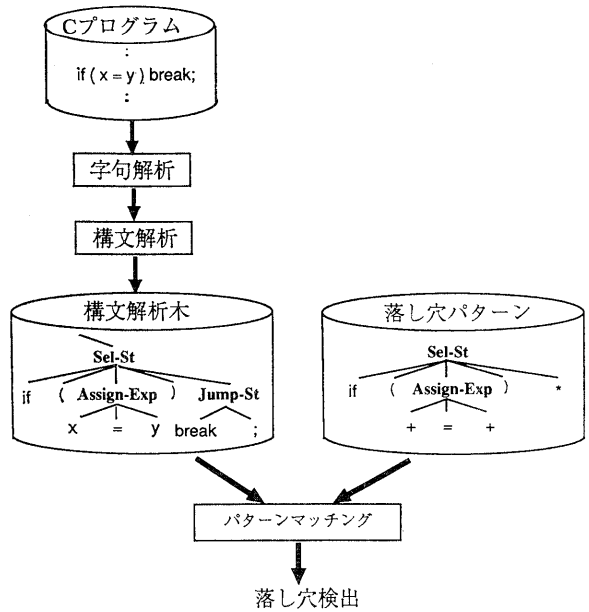 Cプログラム
:
if ( x = y ) break;
:
字句解析
構文解析
構文解析木
Sel-St
if ( Assign-Exp ) Jump-St
x = y break ;
落し穴パターン
Sel-St
if ( Assign-Exp ) *
+ = +
パターンマッチング
落し穴検出